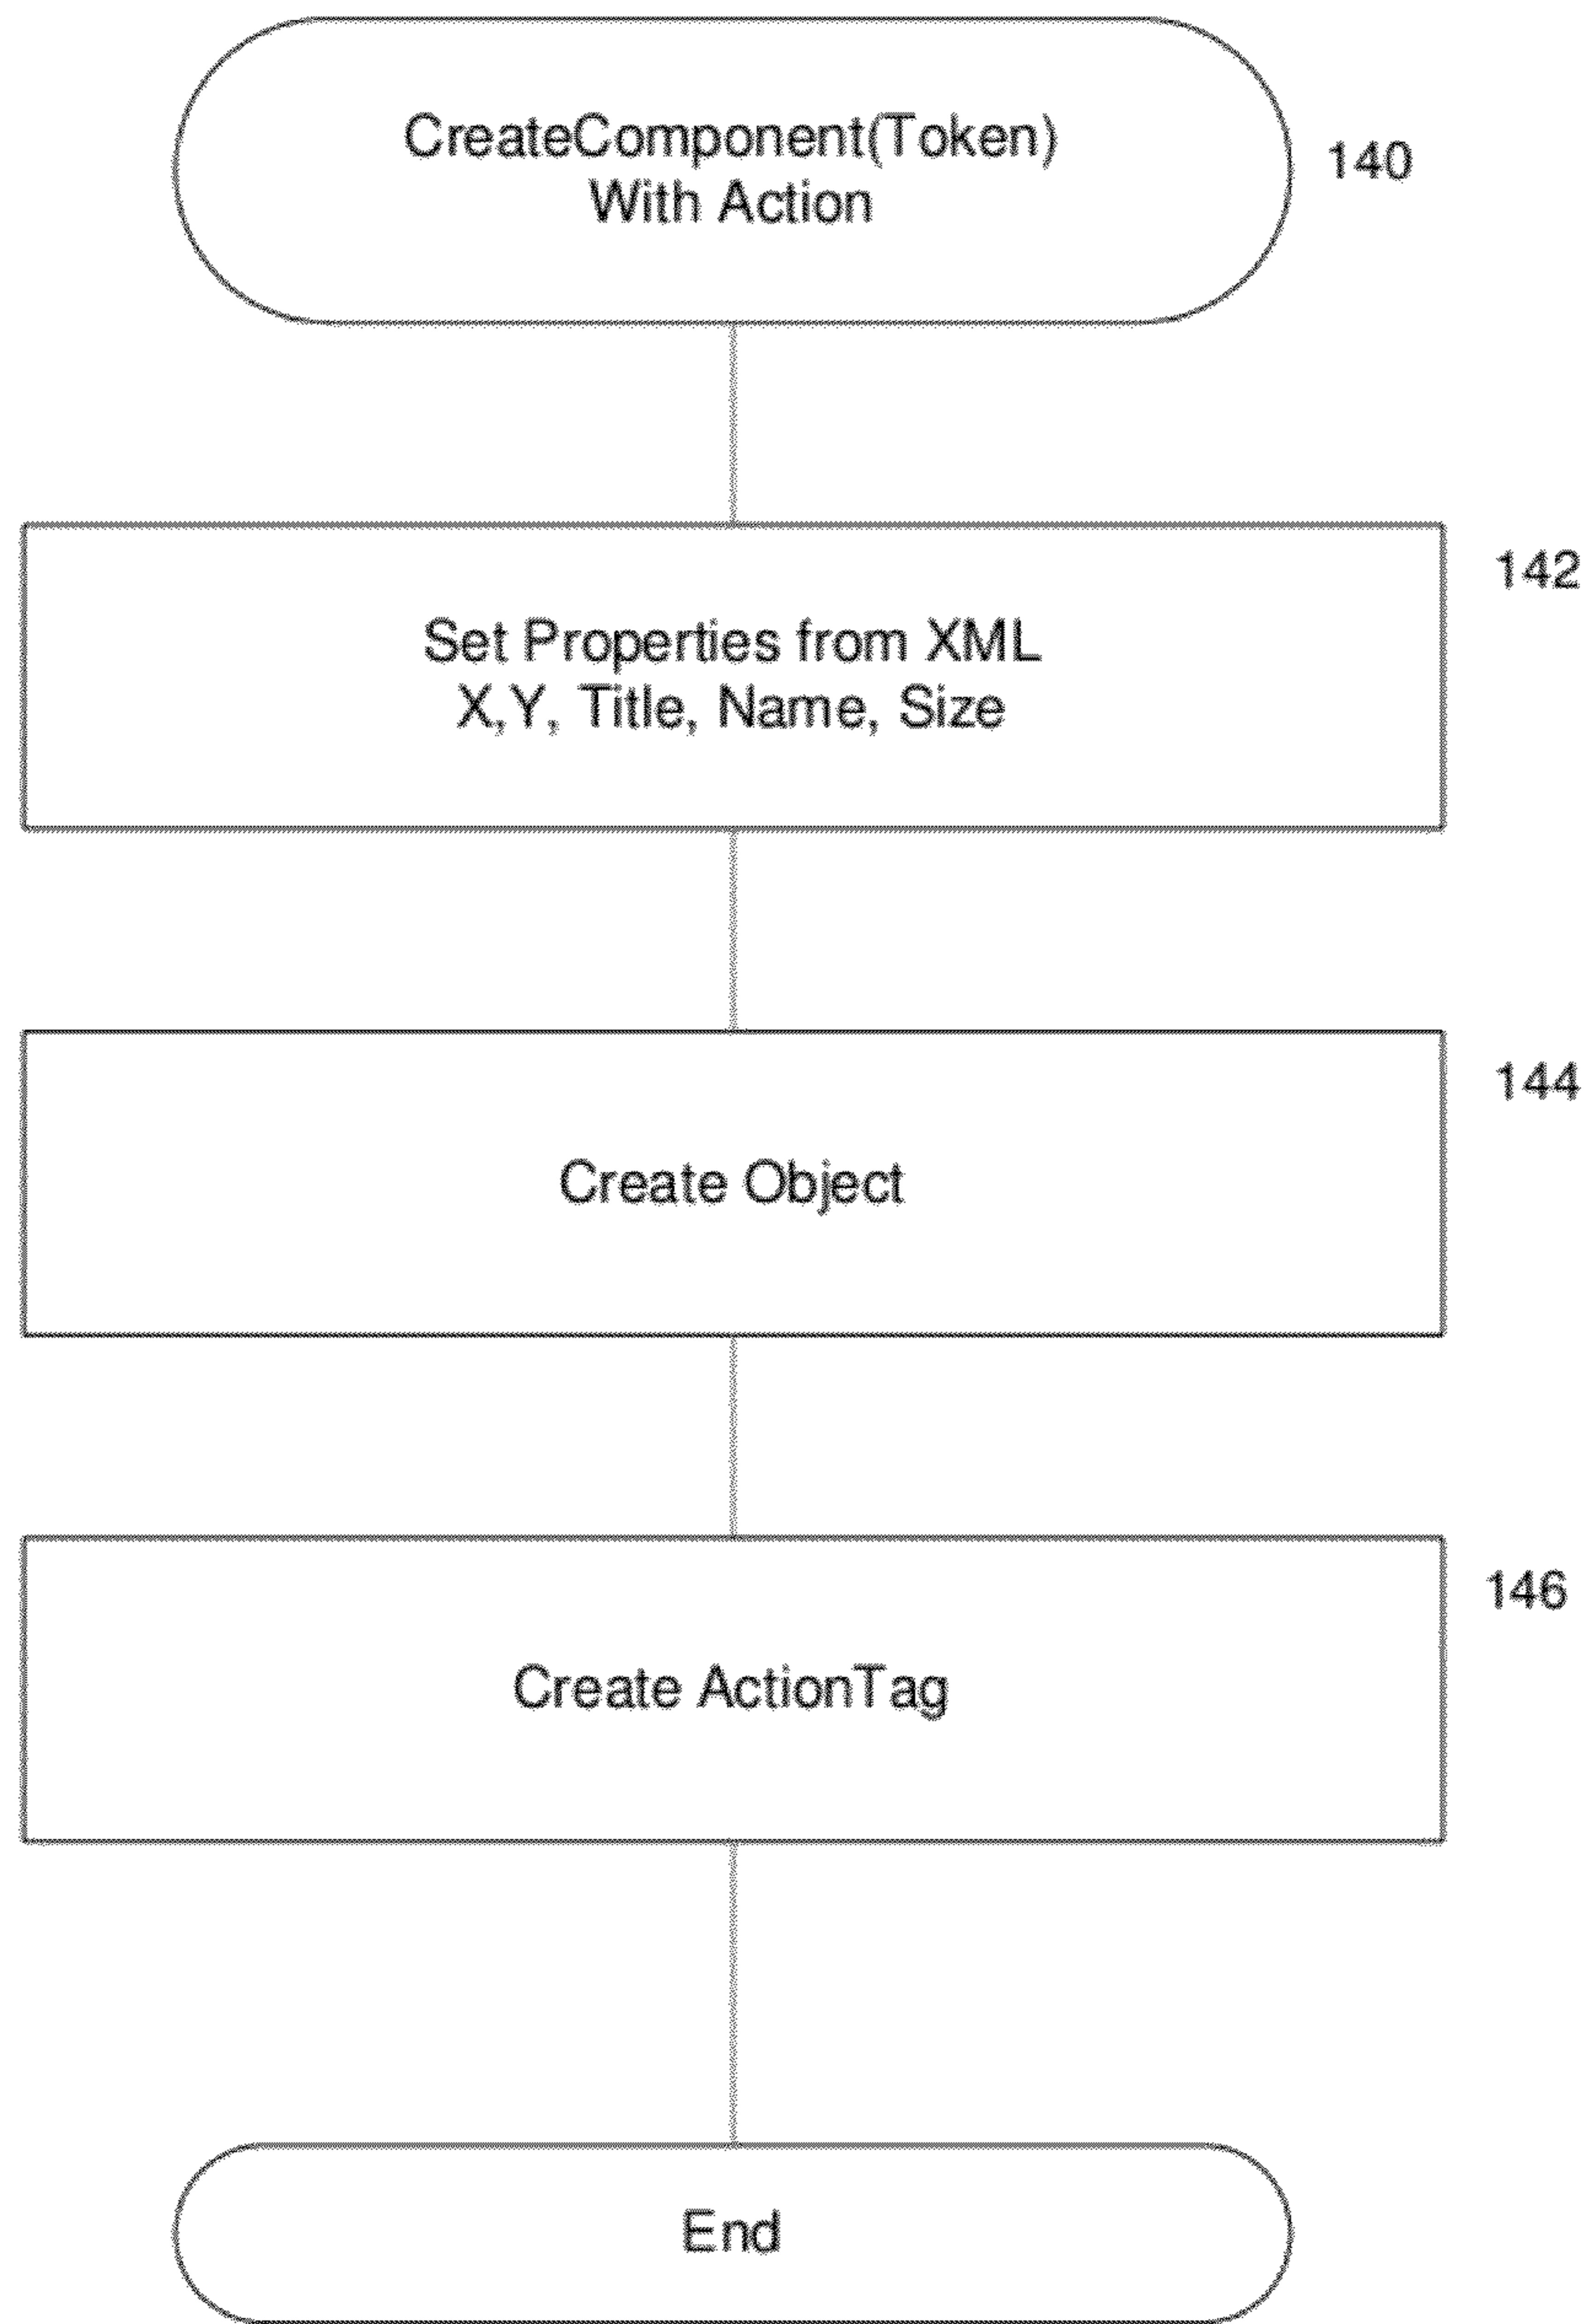 CreateComponent(Token)
With Action
140
142
Set Properties from XML
X,Y, Title, Name, Size
144
Create Object
146
Create ActionTag
End